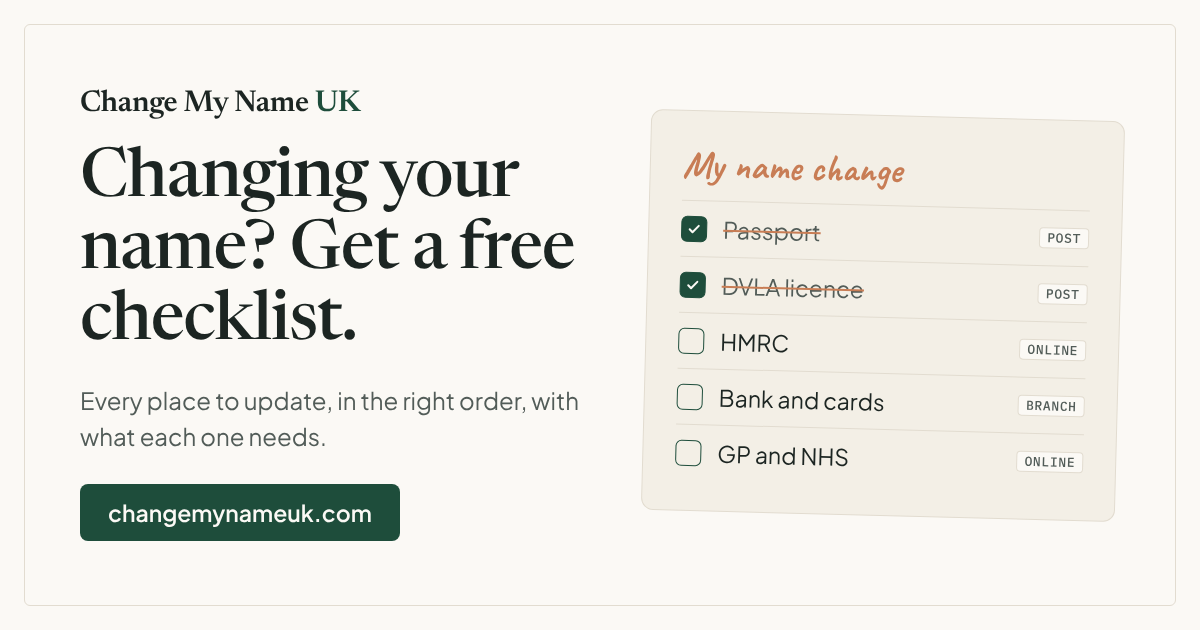 Change My Name UK
Changing your
name? Get a free
checklist.
Every place to update, in the right order, with
what each one needs.
changemynameuk.com
My name change
Passport POST
DVLA licence POST
HMRC ONLINE
Bank and cards BRANCH
GP and NHS ONLINE